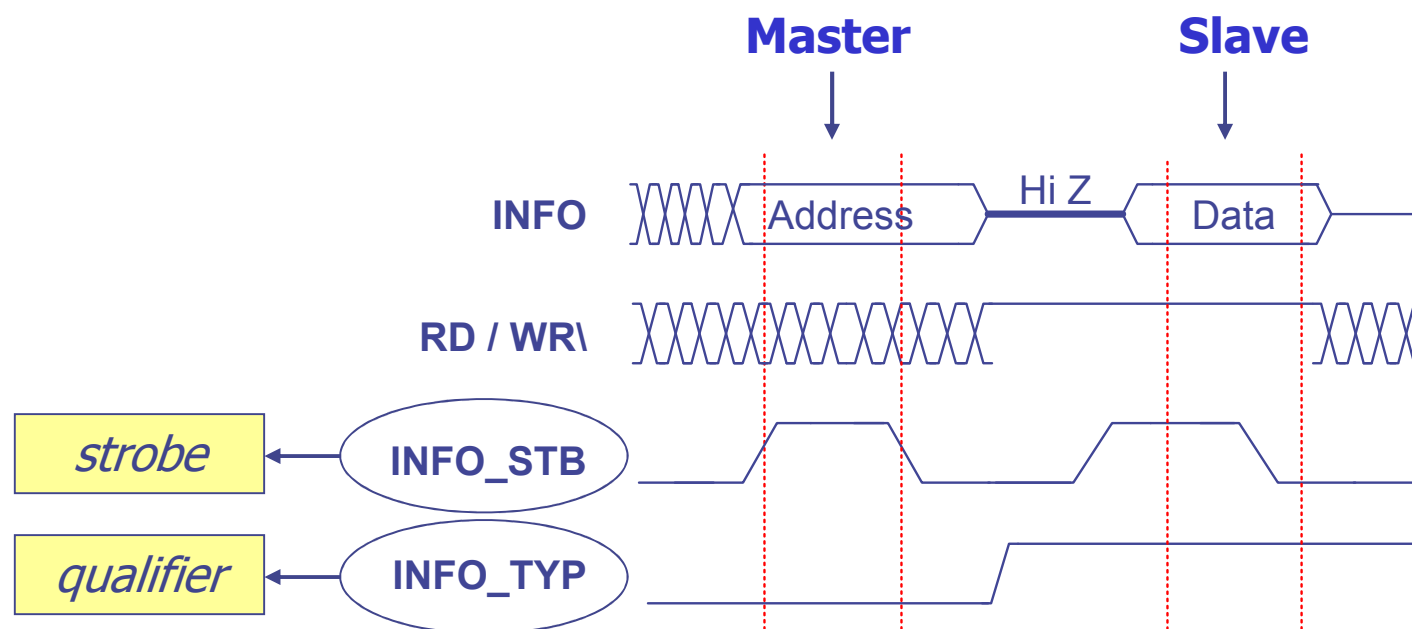 Master Slave
INFO Address Hi Z Data
RD / WR\
strobe INFO_STB
qualifier INFO_TYP